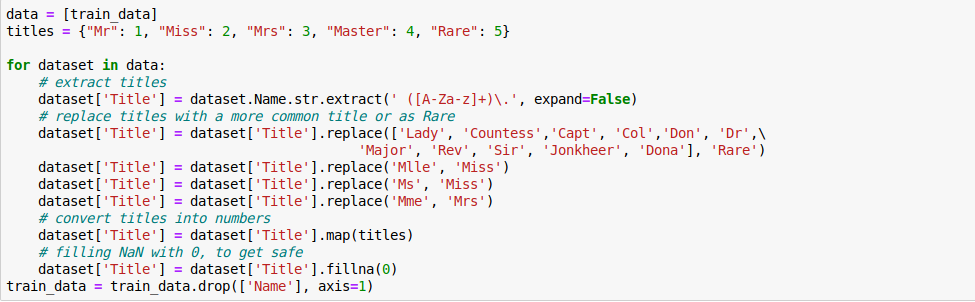 data = [train_data]
titles = {"Mr": 1, "Miss": 2, "Mrs": 3, "Master": 4, "Rare": 5}

for dataset in data:
    # extract titles
    dataset['Title'] = dataset.Name.str.extract(' ([A-Za-z]+)\.', expand=False)
    # replace titles with a more common title or as Rare
    dataset['Title'] = dataset['Title'].replace(['Lady', 'Countess','Capt', 'Col','Don', 'Dr',\
                                            'Major', 'Rev', 'Sir', 'Jonkheer', 'Dona'], 'Rare')
    dataset['Title'] = dataset['Title'].replace('Mlle', 'Miss')
    dataset['Title'] = dataset['Title'].replace('Ms', 'Miss')
    dataset['Title'] = dataset['Title'].replace('Mme', 'Mrs')
    # convert titles into numbers
    dataset['Title'] = dataset['Title'].map(titles)
    # filling NaN with 0, to get safe
    dataset['Title'] = dataset['Title'].fillna(0)
train_data = train_data.drop(['Name'], axis=1)